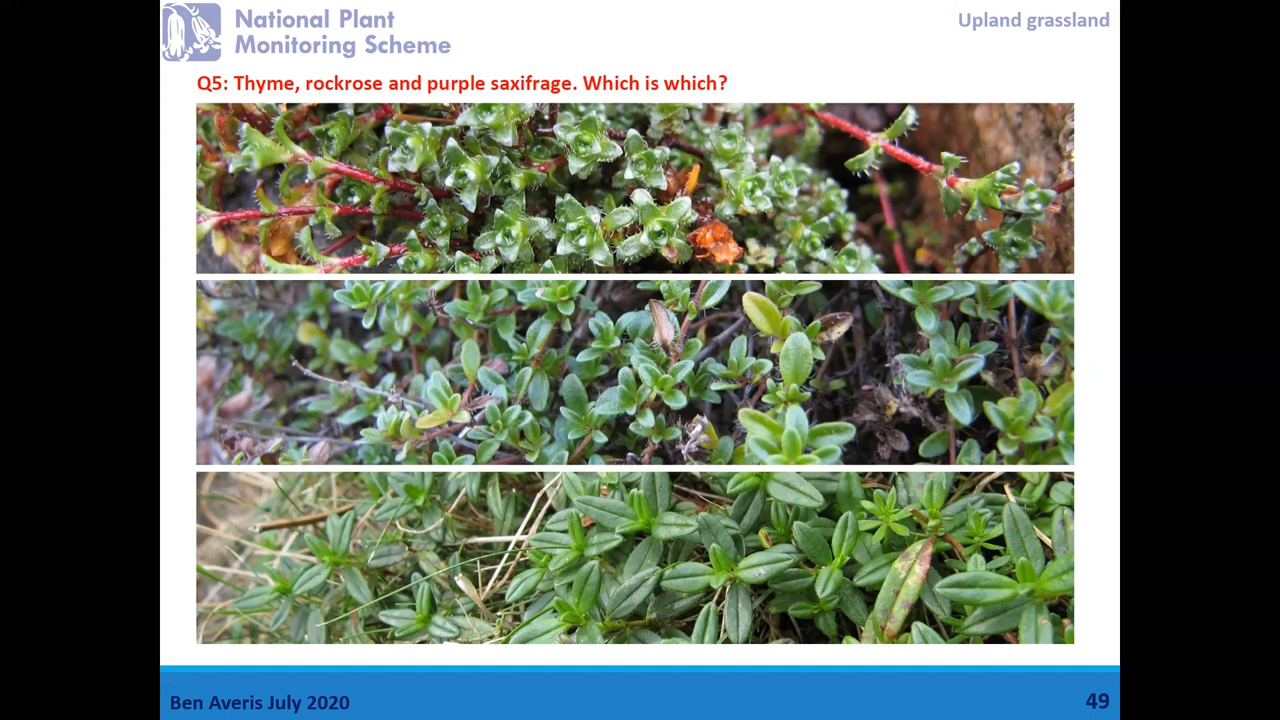 National Plant
Monitoring Scheme
Upland grassland
Q5: Thyme, rockrose and purple saxifrage. Which is which?
Ben Averis July 2020
49